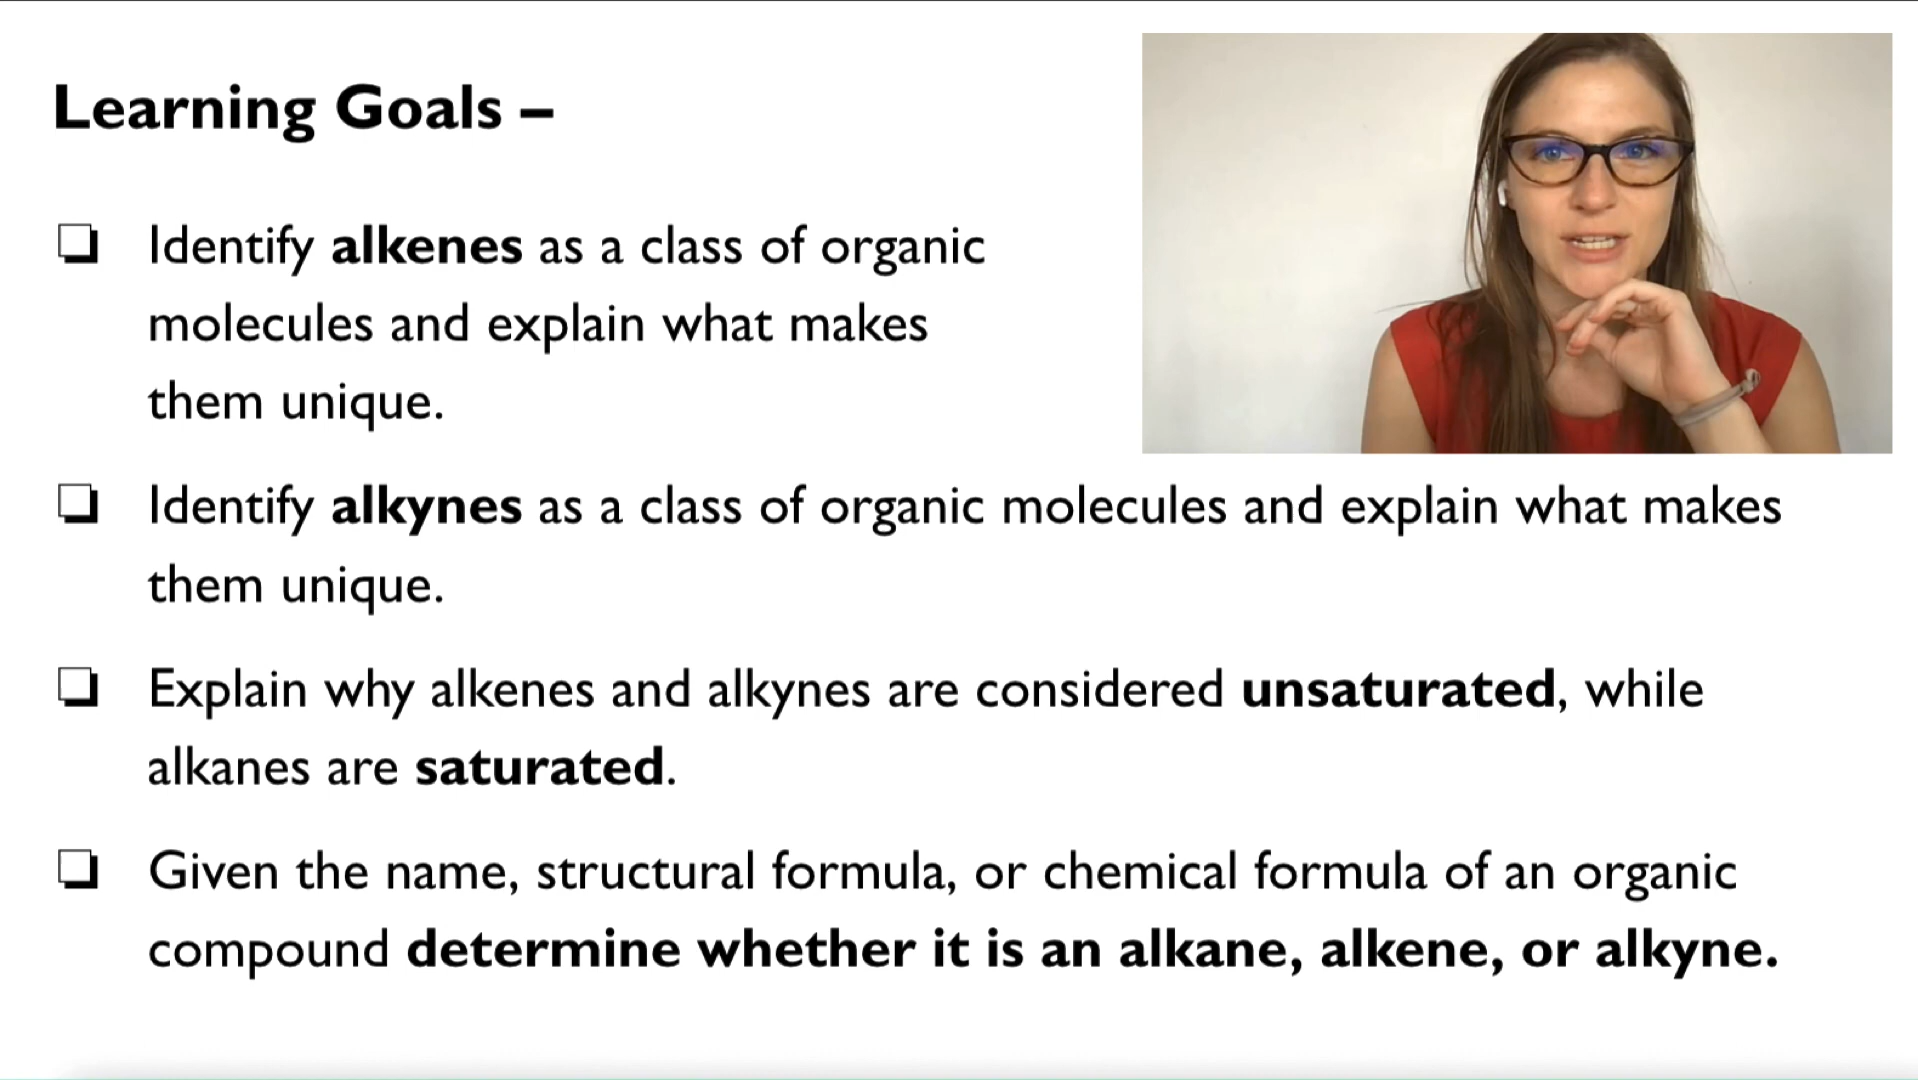 Learning Goals –
❏ Identify alkenes as a class of organic
molecules and explain what makes
them unique.
❏ Identify alkynes as a class of organic molecules and explain what makes
them unique.
❏ Explain why alkenes and alkynes are considered unsaturated, while
alkanes are saturated.
❏ Given the name, structural formula, or chemical formula of an organic
compound determine whether it is an alkane, alkene, or alkyne.